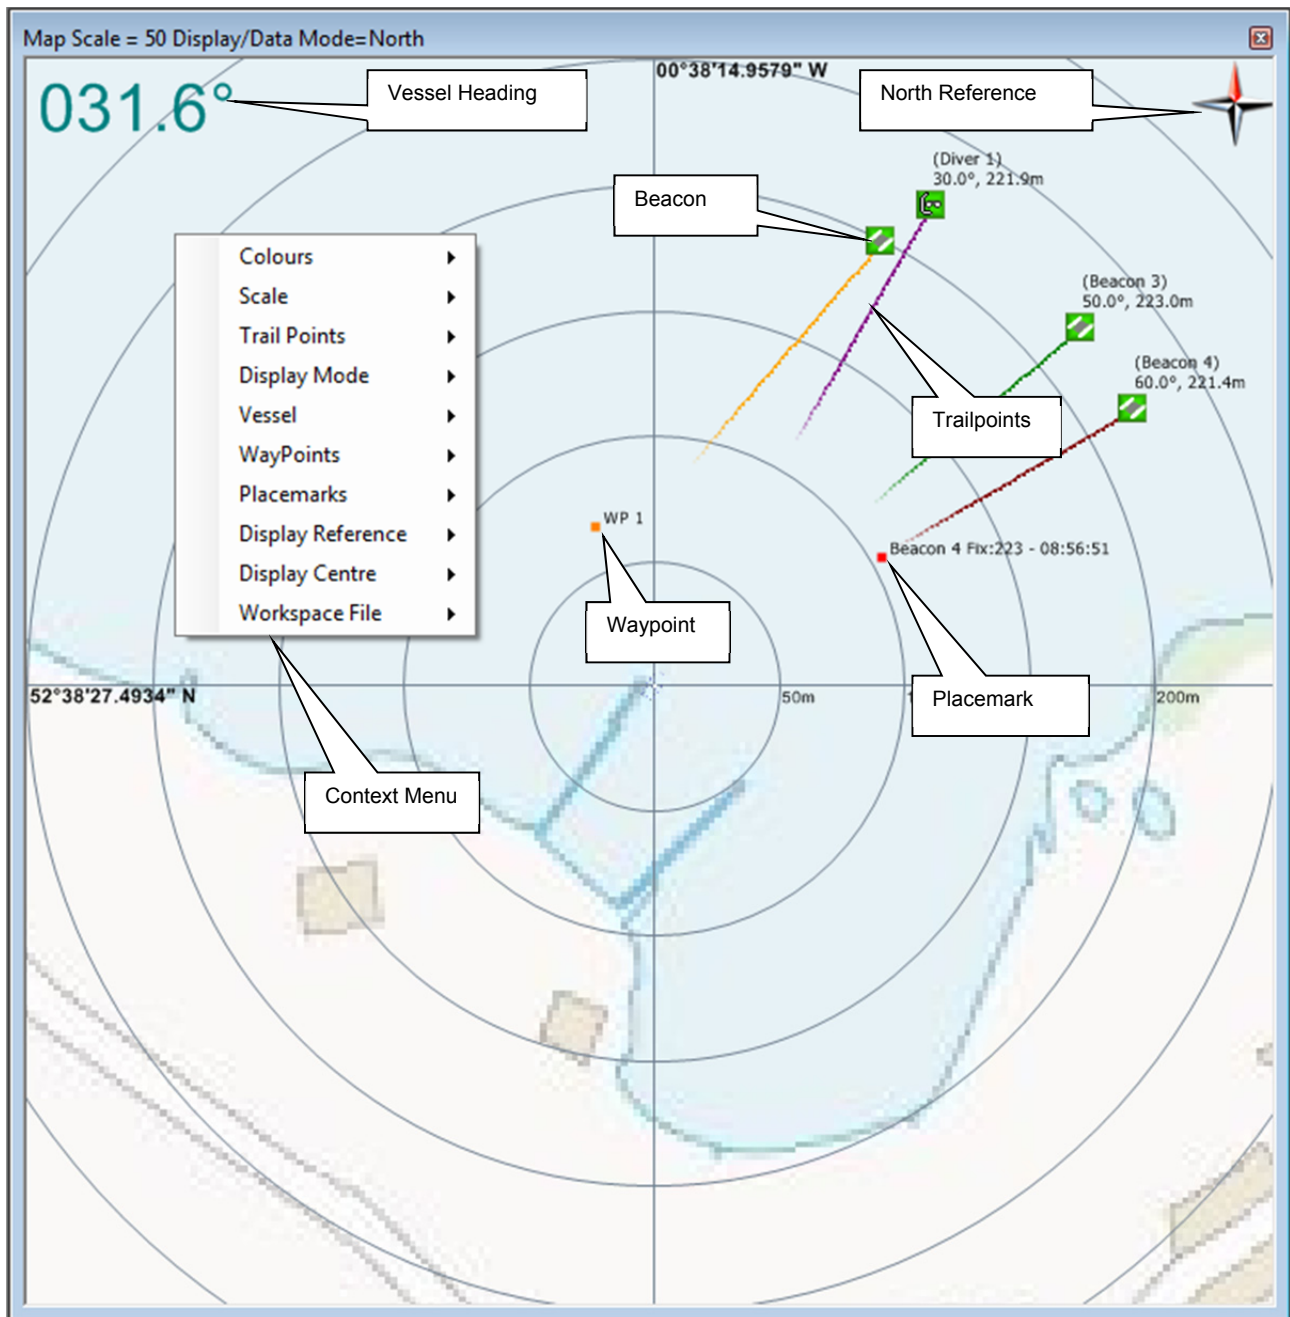 Map Scale = 50 Display/Data Mode=North
031.6°
Vessel Heading
00°38'14.9579" W
North Reference
(Diver 1)
30.0°, 221.9m
Beacon
(Beacon 3)
50.0°, 223.0m
(Beacon 4)
60.0°, 221.4m
Colours
Scale
Trail Points
Display Mode
Vessel
WayPoints
Placemarks
Display Reference
Display Centre
Workspace File
Trailpoints
WP 1
Beacon 4 Fix:223 - 08:56:51
Waypoint
52°38'27.4934" N
50m
Placemark
200m
Context Menu